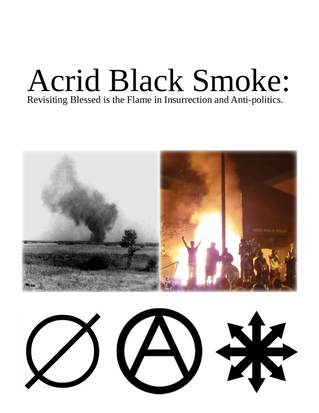 Acrid Black Smoke:
Revisiting Blessed is the Flame in Insurrection and Anti-politics.